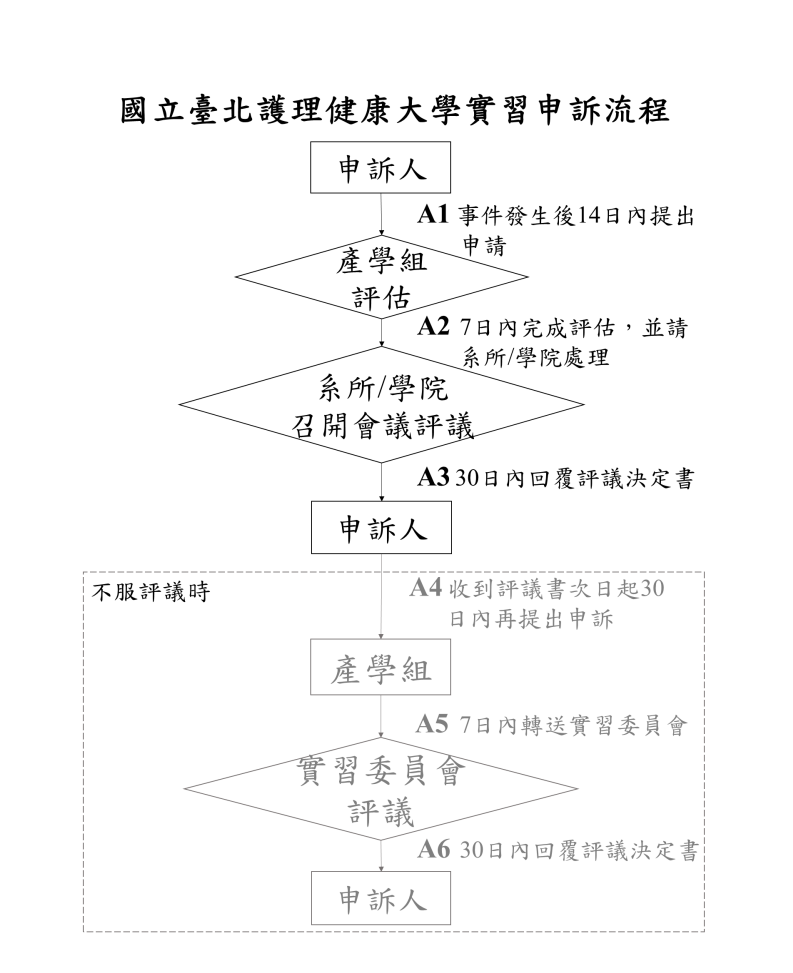 國立臺北護理健康大學實習申訴流程
申訴人
A1 事件發生後14日內提出
申請
產學組
評估
A2 7日內完成評估，並請
系所/學院處理
系所/學院
召開會議評議
A3 30日內回覆評議決定書
申訴人
不服評議時
A4 收到評議書次日起30
日內再提出申訴
產學組
A5 7日內轉送實習委員會
實習委員會
評議
A6 30日內回覆評議決定書
申訴人